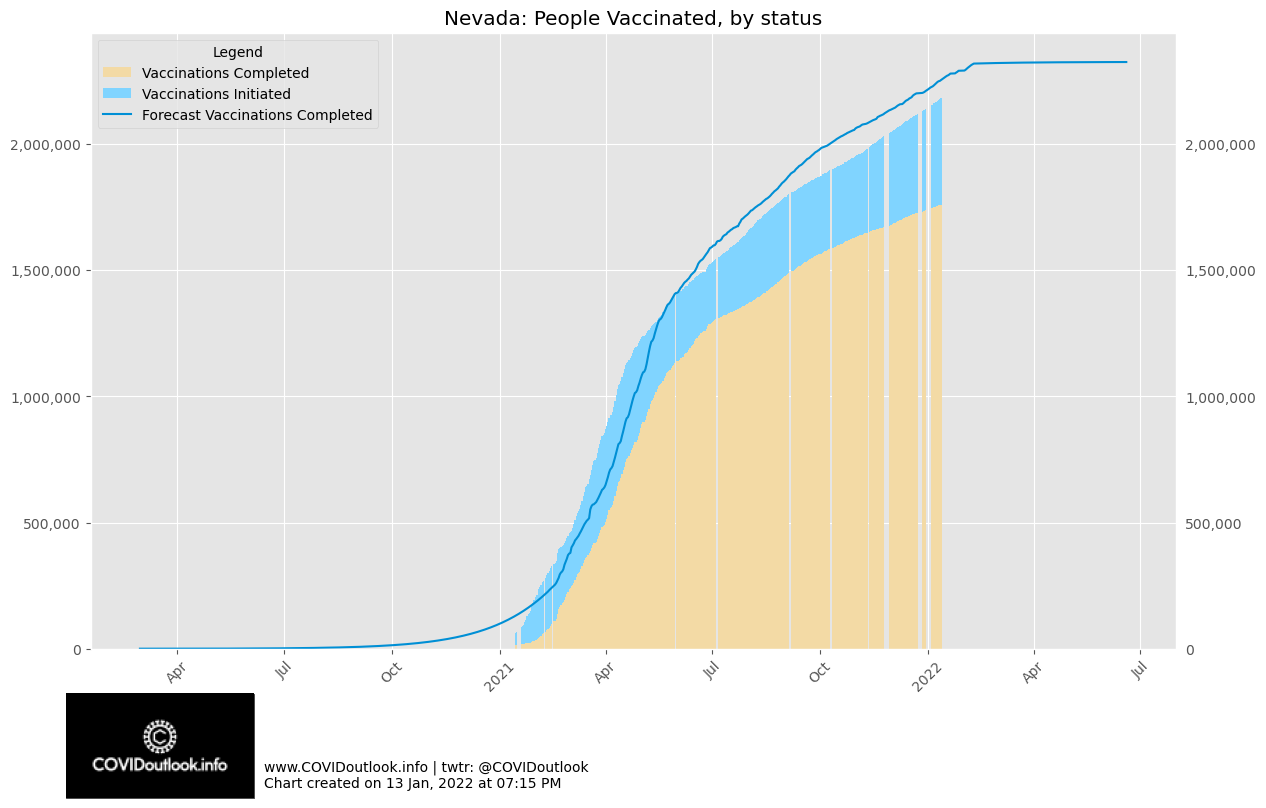 Nevada: People Vaccinated, by status
Legend
Vaccinations Completed
Vaccinations Initiated
Forecast Vaccinations Completed
2,000,000 2,000,000
1,500,000 1,500,000
1,000,000 1,000,000
500,000 500,000
0 0
Apr Jul Oct 2021 Apr Jul Oct 2022 Apr Jul
COVIDoutlook.info
www.COVIDoutlook.info | twtr: @COVIDoutlook
Chart created on 13 Jan, 2022 at 07:15 PM